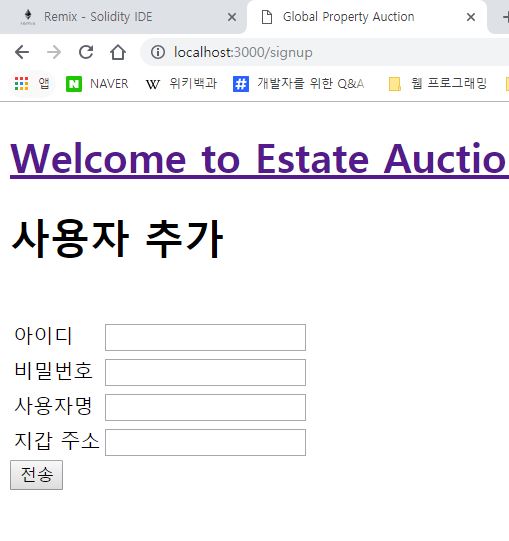 Remix - Solidity IDE
Global Property Auction
localhost:3000/signup
앱 NAVER 위키백과 개발자를 위한 Q&A 웹 프로그래밍
Welcome to Estate Auctio
사용자 추가
아이디
비밀번호
사용자명
지갑 주소
전송